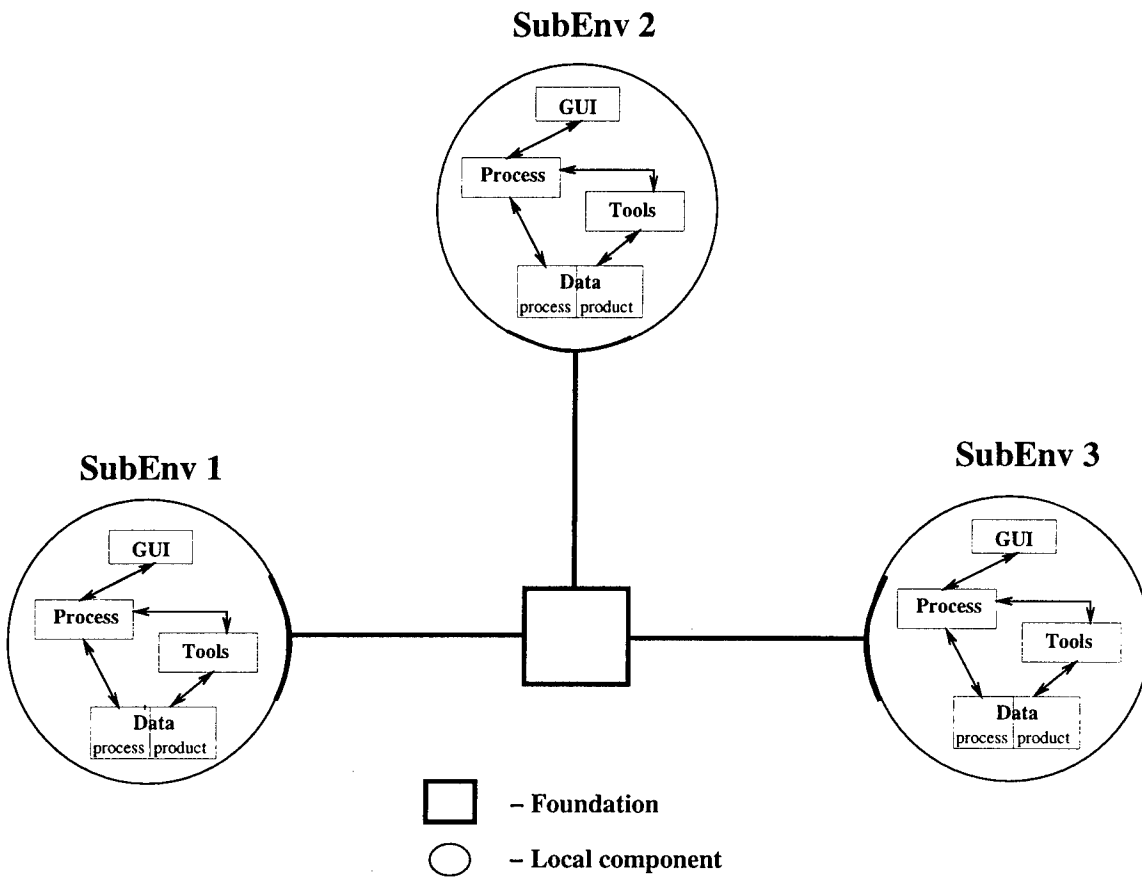 SubEnv 2
GUI
Process
Tools
Data
process product
SubEnv 1
GUI
Process
Tools
Data
process product
SubEnv 3
GUI
Process
Tools
Data
process product
– Foundation
– Local component